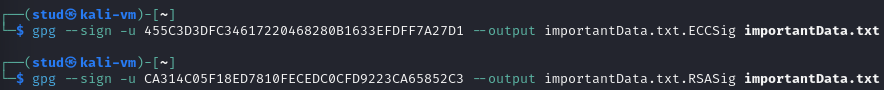 ┌──(stud㉿kali-vm)-[~]
└─$ gpg --sign -u 455C3D3DFC34617220468280B1633EFDFF7A27D1 --output importantData.txt.ECCSig importantData.txt
┌──(stud㉿kali-vm)-[~]
└─$ gpg --sign -u CA314C05F18ED7810FECEDC0CFD9223CA65852C3 --output importantData.txt.RSASig importantData.txt